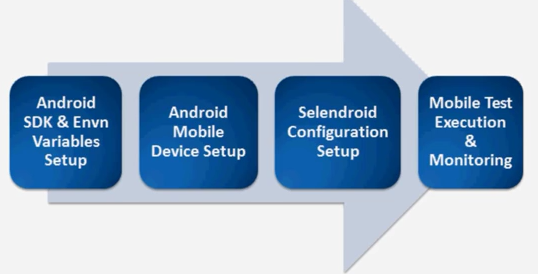 Android
SDK & Envn
Variables
Setup
Android
Mobile
Device Setup
Selendroid
Configuration
Setup
Mobile Test
Execution
&
Monitoring